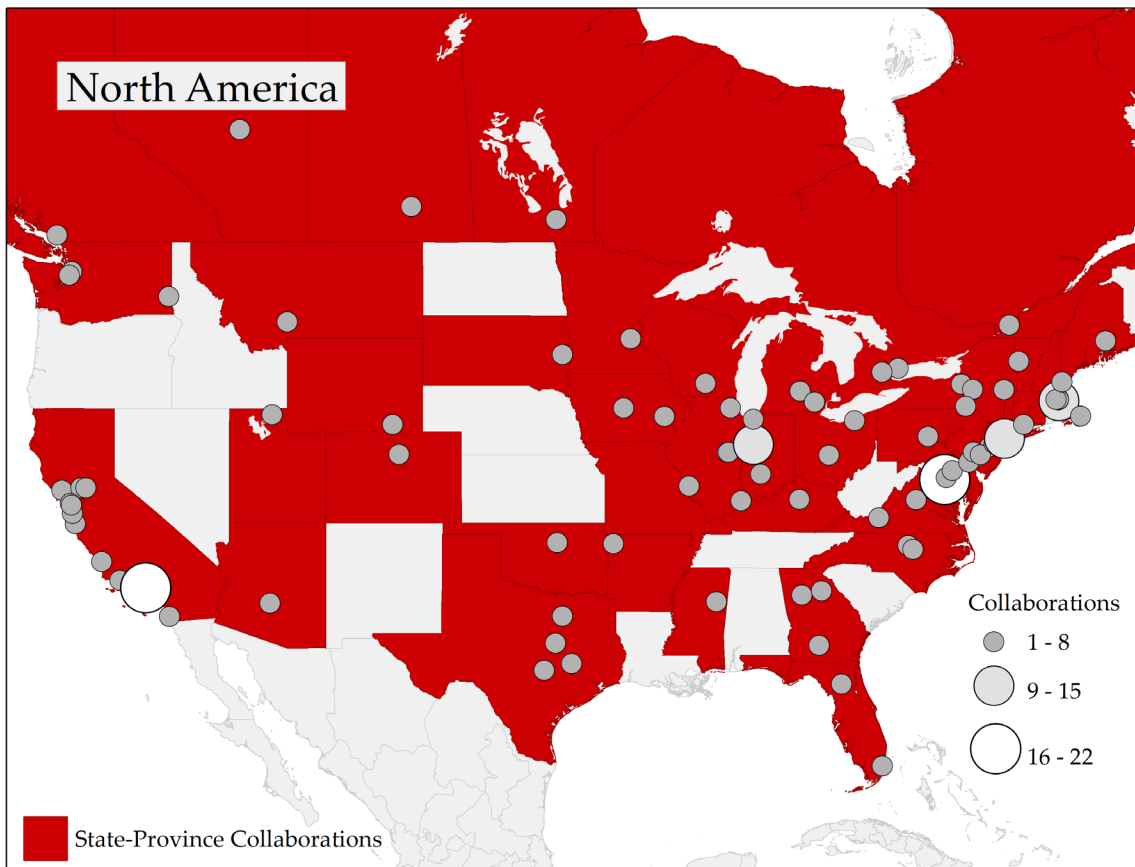 North America
Collaborations
1 - 8
9 - 15
16 - 22
State-Province Collaborations